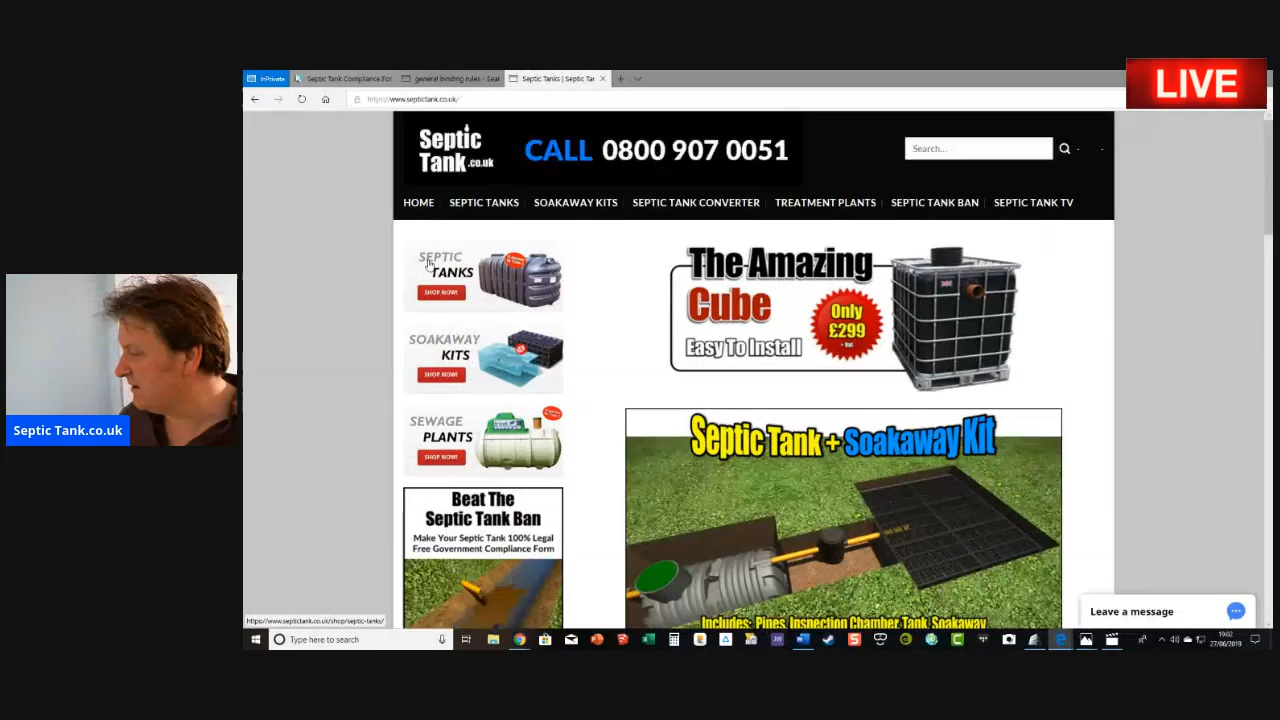 LIVE
InPrivate
Septic Tank Compliance For
general binding rules - Sear
Septic Tanks | Septic Tar
https://www.septictank.co.uk/
Septic
Tank.co.uk
CALL 0800 907 0051
Search...
HOME
SEPTIC TANKS
SOAKAWAY KITS
SEPTIC TANK CONVERTER
TREATMENT PLANTS
SEPTIC TANK BAN
SEPTIC TANK TV
SEPTIC
TANKS
SHOP NOW!
SOAKAWAY
KITS
SHOP NOW!
SEWAGE
PLANTS
SHOP NOW!
The Amazing
Cube
Easy To Install
Only
£299
+ Vat
Beat The
Septic Tank Ban
Make Your Septic Tank 100% Legal
Free Government Compliance Form
Septic Tank + Soakaway Kit
Includes: Pipes, Inspection Chamber, Tank, Soakaway
Septic Tank.co.uk
Leave a message
https://www.septictank.co.uk/shop/septic-tanks/
Type here to search
19:02
27/06/2019